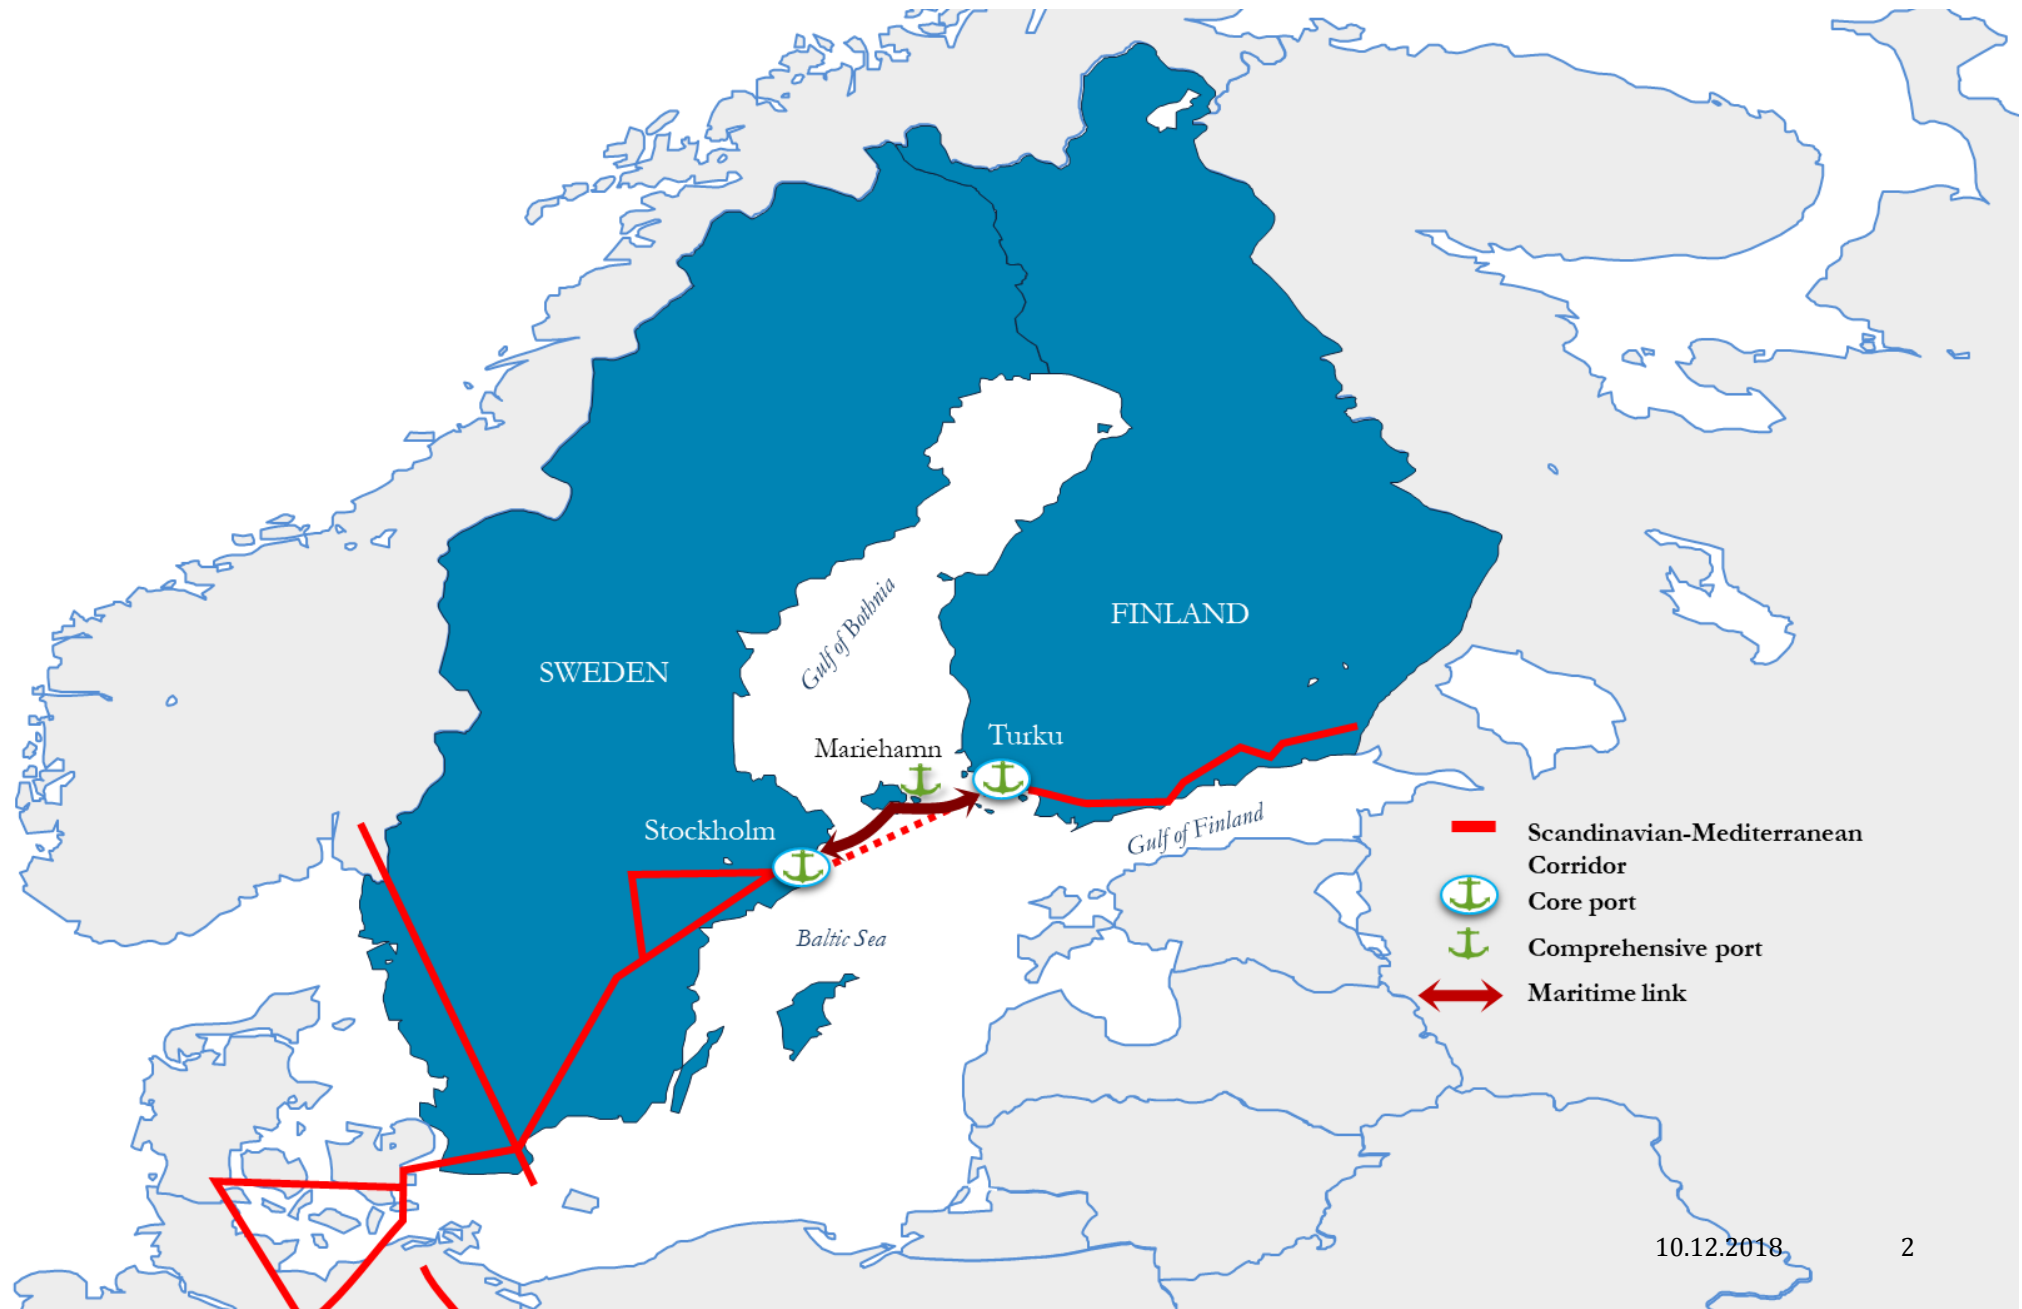 Gulf of Bothnia
FINLAND
SWEDEN
Turku
Mariehamn
Stockholm
Gulf of Finland
Baltic Sea
Scandinavian-Mediterranean
Corridor
Core port
Comprehensive port
Maritime link
10.12.2018
2